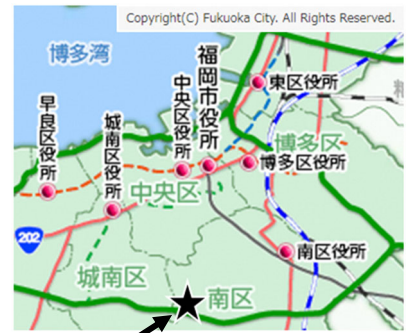 Copyright(C) Fukuoka City. All Rights Reserved.
博多湾
福岡市役所
東区役所
中央区役所
早良区役所
城南区役所
博多区
博多区役所
中央区
202
南区役所
城南区
南区